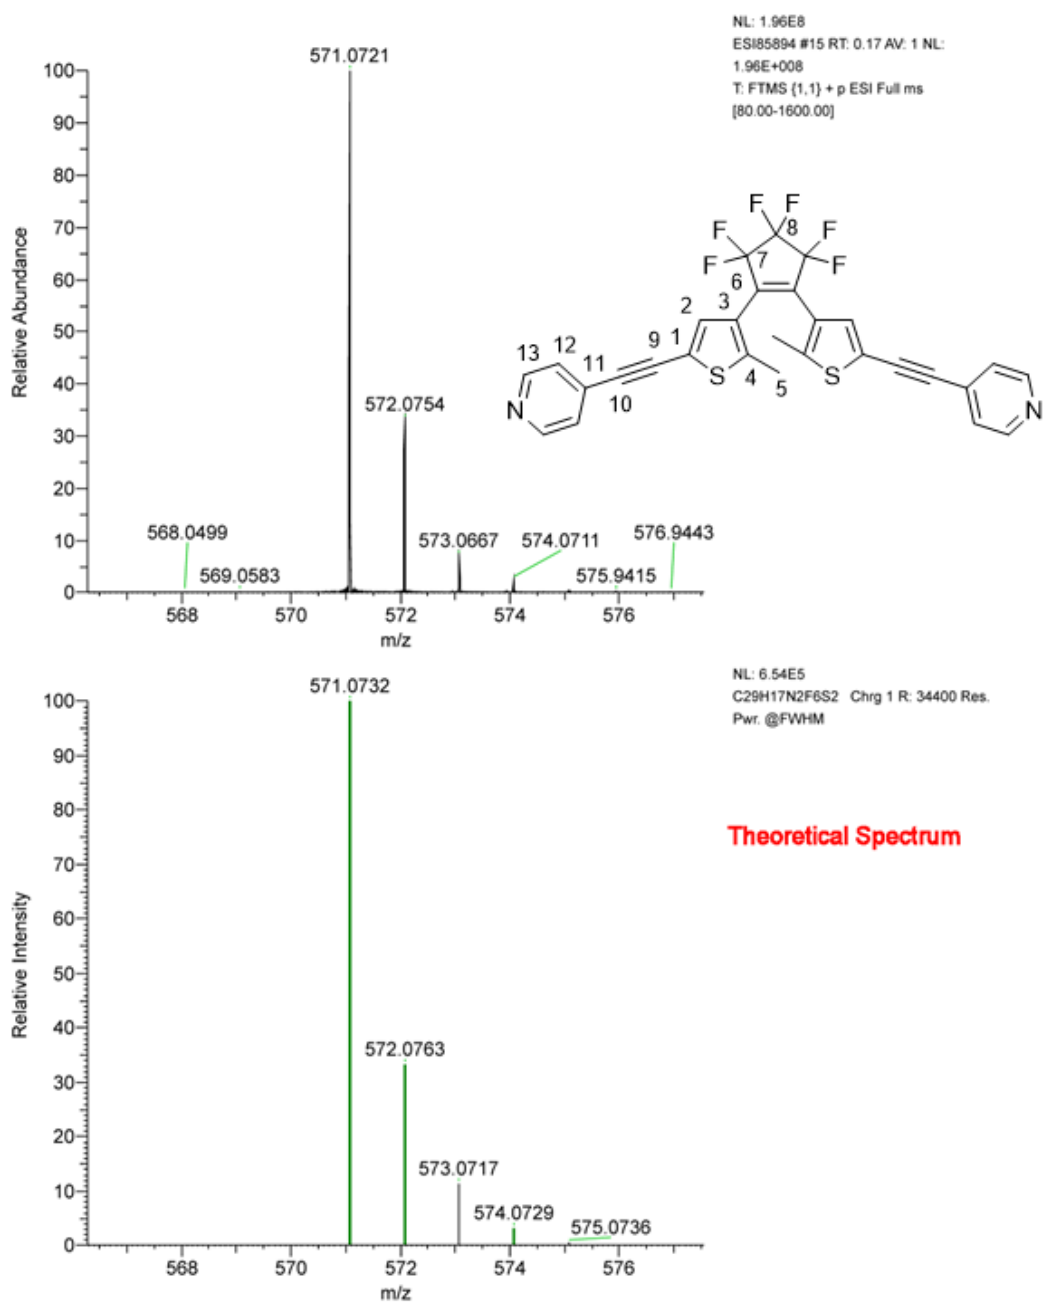 NL: 1.96E8
ESI85894 #15 RT: 0.17 AV: 1 NL:
1.96E+008
T: FTMS {1,1} + p ESI Full ms
[80.00-1600.00]
571.0721
100
90
80
70
60
50
40
30
20
10
0
Relative Abundance
572.0754
568.0499
569.0583
573.0667
574.0711
575.9415
576.9443
568
570
572
574
576
m/z
F
F
F
F
F
F
8
7
6
2
3
9
1
12
13
11
10
4
5
S
S
N
N
NL: 6.54E5
C29H17N2F6S2 Chrg 1 R: 34400 Res.
Pwr. @FWHM
Theoretical Spectrum
571.0732
100
90
80
70
60
50
40
30
20
10
0
Relative Intensity
572.0763
573.0717
574.0729
575.0736
568
570
572
574
576
m/z